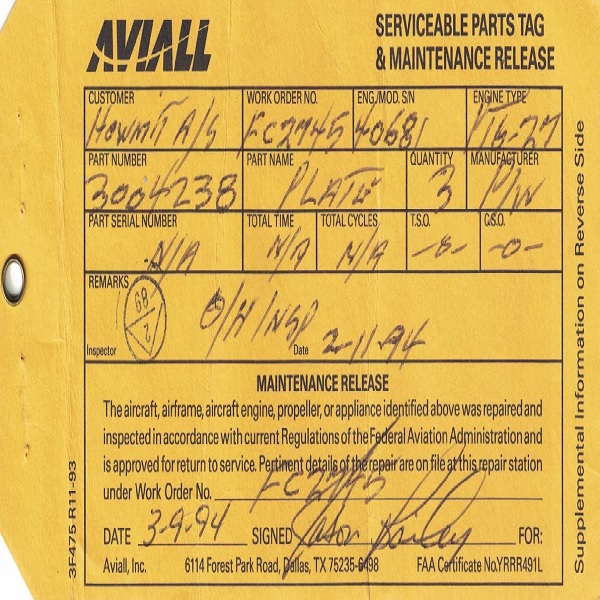 AVIALL
SERVICEABLE PARTS TAG
& MAINTENANCE RELEASE
CUSTOMER WORK ORDER NO. ENG./MOD. S/N ENGINE TYPE
Howmit A/S FC2745 40681 PT6-27
PART NUMBER PART NAME QUANTITY MANUFACTURER
3004238 PLATE 3 P/W
PART SERIAL NUMBER TOTAL TIME TOTAL CYCLES T.S.O. C.S.O.
N/A N/A N/A -0- -0-
REMARKS
2
89
O/H INSP
Inspector Date 2-11-94
MAINTENANCE RELEASE
The aircraft, airframe, aircraft engine, propeller, or appliance identified above was repaired and
inspected in accordance with current Regulations of the Federal Aviation Administration and
is approved for return to service. Pertinent details of the repair are on file at this repair station
under Work Order No. FC2745
DATE 3-9-94 SIGNED Jason FOR:
Aviall, Inc. 6114 Forest Park Road, Dallas, TX 75235-6498 FAA Certificate No.YRRR491L
3F475 R11-93
Supplemental Information on Reverse Side